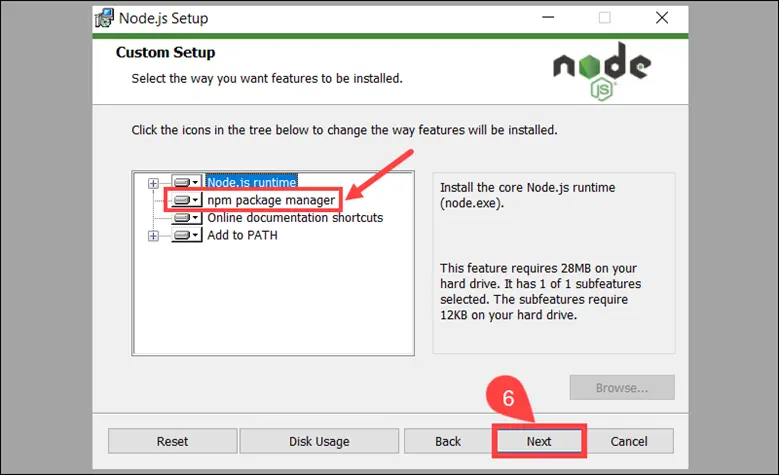 Node.js Setup
Custom Setup
Select the way you want features to be installed.
node
JS
Click the icons in the tree below to change the way features will be installed.
Node.js runtime
npm package manager
Online documentation shortcuts
Add to PATH
Install the core Node.js runtime
(node.exe).
This feature requires 28MB on your
hard drive. It has 1 of 1 subfeatures
selected. The subfeatures require
12KB on your hard drive.
Browse...
6
Reset
Disk Usage
Back
Next
Cancel